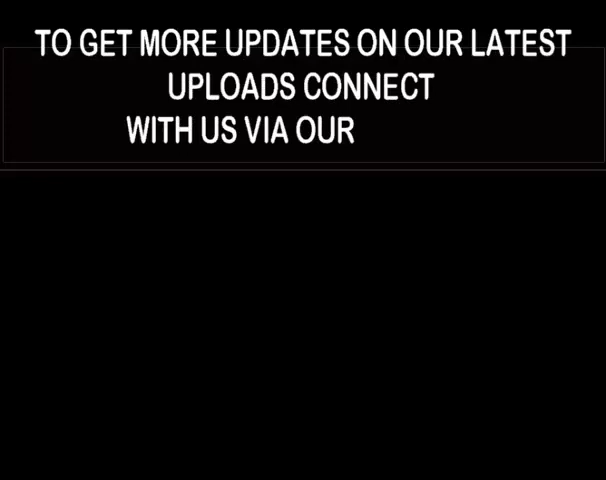 TO GET MORE UPDATES ON OUR LATEST
UPLOADS CONNECT
WITH US VIA OUR